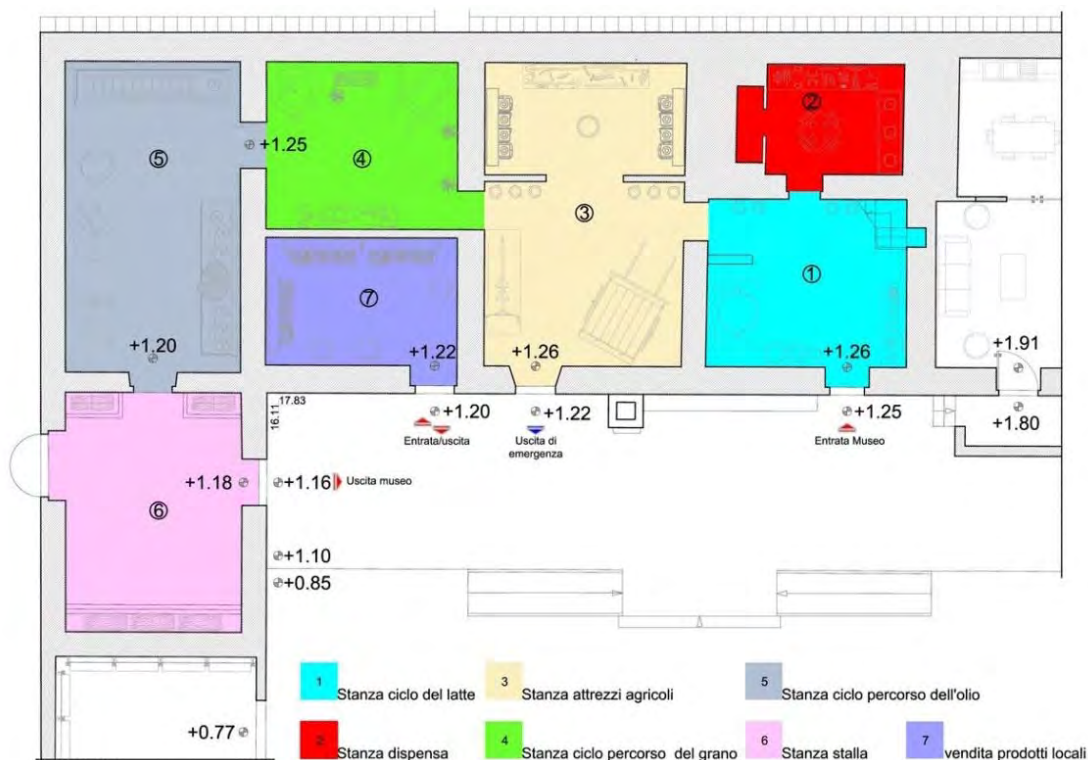 ②
⑤
+1.25
④
③
①
⑦
+1.20
+1.22
+1.26
+1.26
+1.91
16.11
17.83
+1.20
Entrata/uscita
+1.22
Uscita di
emergenza
+1.25
Entrata Museo
+1.80
+1.18
+1.16
Uscita museo
⑥
+1.10
+0.85
+0.77
1 Stanza ciclo del latte
3 Stanza attrezzi agricoli
5 Stanza ciclo percorso dell'olio
2 Stanza dispensa
4 Stanza ciclo percorso del grano
6 Stanza stalla
7 vendita prodotti locali